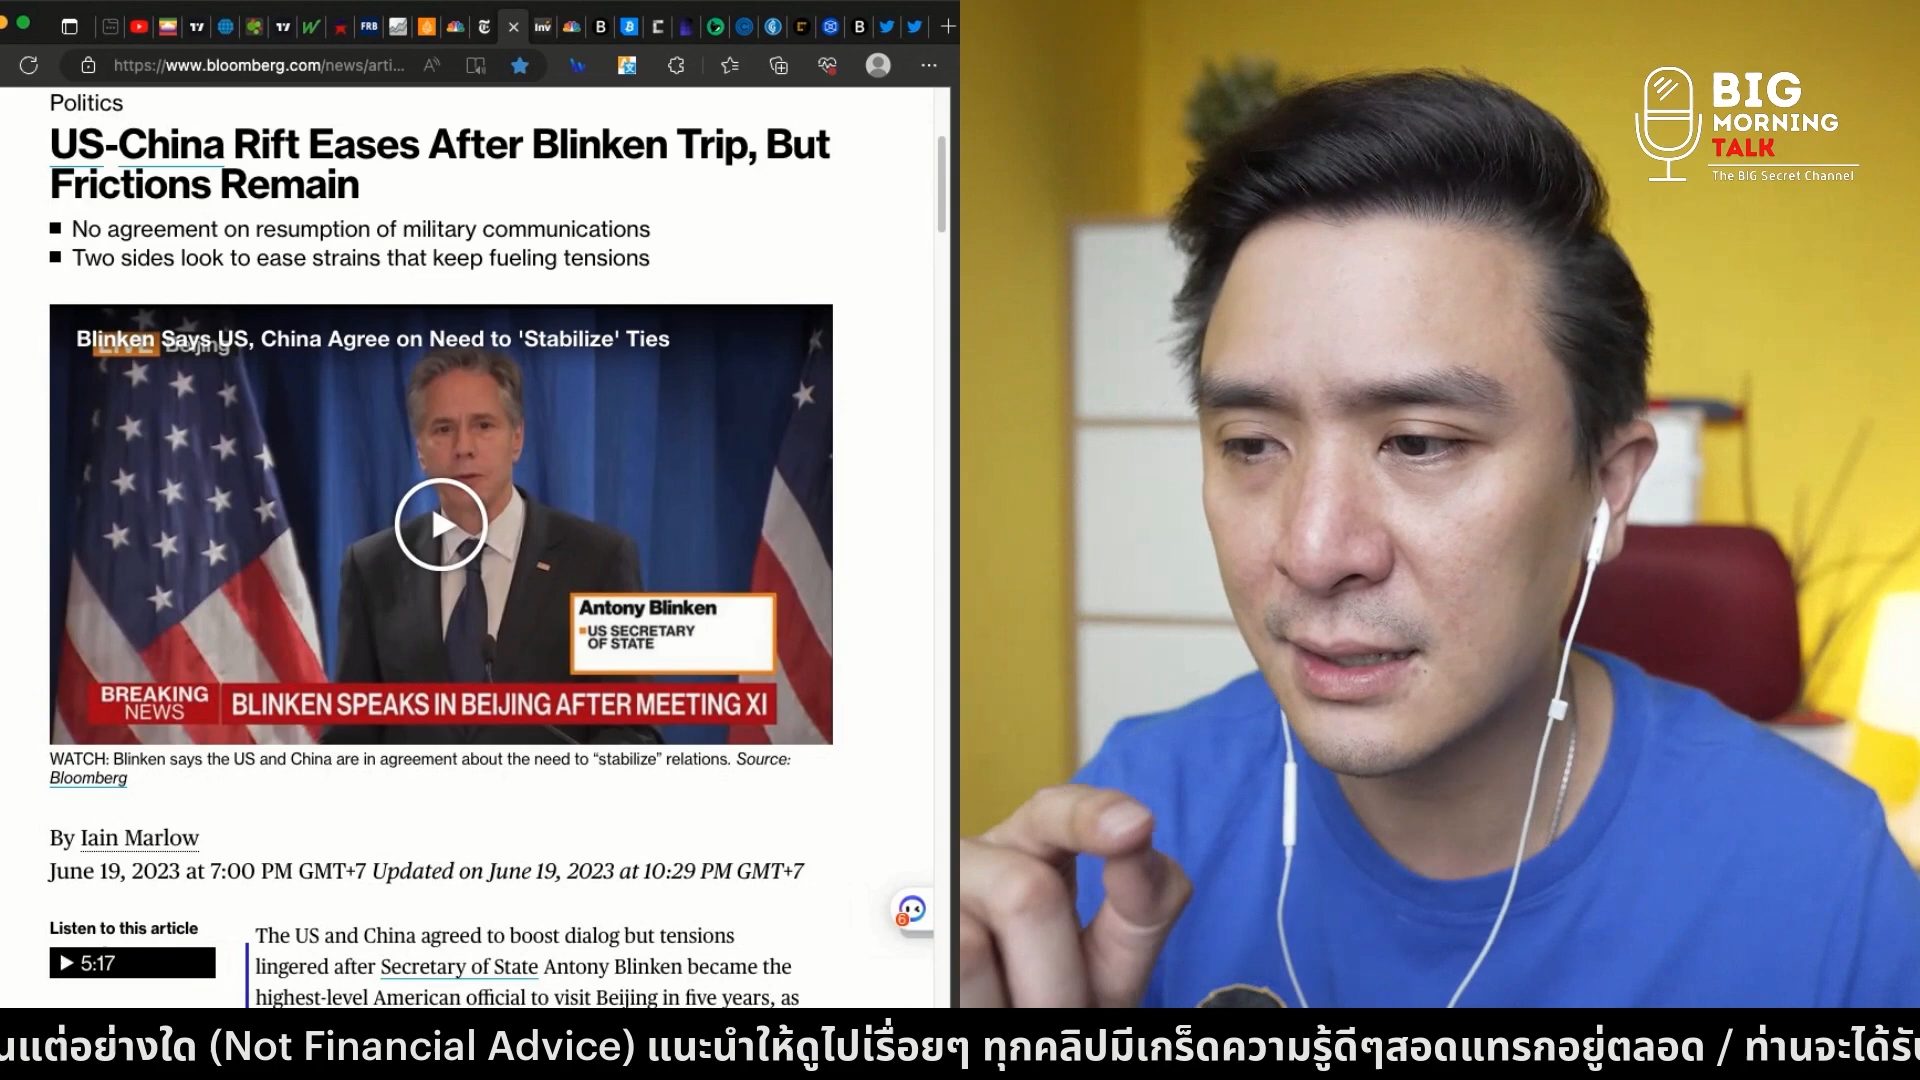 FRB
Inv
https://www.bloomberg.com/news/arti...
Politics
US-China Rift Eases After Blinken Trip, But
Frictions Remain
No agreement on resumption of military communications
Two sides look to ease strains that keep fueling tensions
Blinken Says US, China Agree on Need to 'Stabilize' Ties
LIVE Beijing
Antony Blinken
US SECRETARY
OF STATE
BREAKING
NEWS
BLINKEN SPEAKS IN BEIJING AFTER MEETING XI
WATCH: Blinken says the US and China are in agreement about the need to “stabilize” relations. Source:
Bloomberg
By Iain Marlow
June 19, 2023 at 7:00 PM GMT+7 Updated on June 19, 2023 at 10:29 PM GMT+7
Listen to this article
5:17
6
The US and China agreed to boost dialog but tensions
lingered after Secretary of State Antony Blinken became the
highest-level American official to visit Beijing in five years, as
BIG
MORNING
TALK
The BIG Secret Channel
นแต่อย่างใด (Not Financial Advice) แนะนำให้ดูไปเรื่อยๆ ทุกคลิปมีเกร็ดความรู้ดีๆสอดแทรกอยู่ตลอด / ท่านจะได้รับ